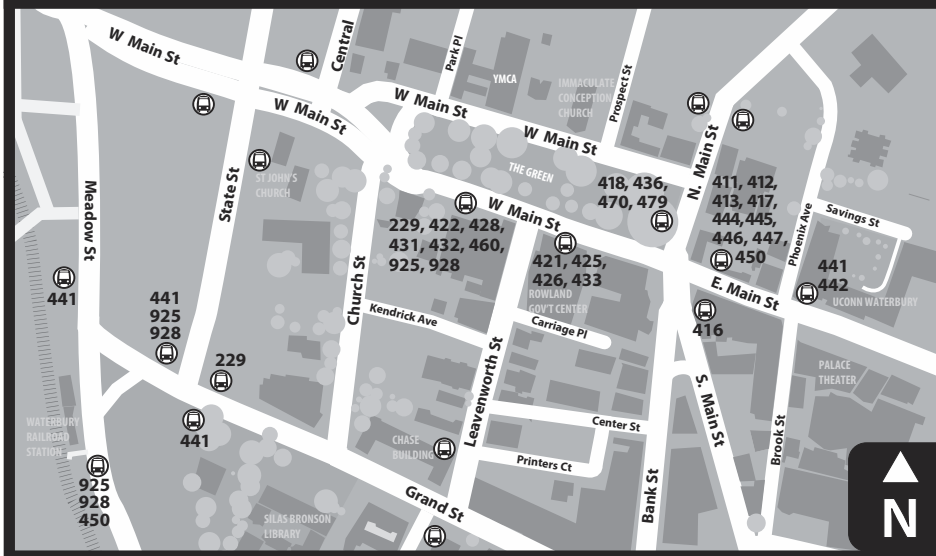 W Main St
Central
Park Pl
YMCA
IMMACULATE
CONCEPTION
CHURCH
Prospect St
W Main St
W Main St
W Main St
N. Main St
THE GREEN
ST JOHN'S
CHURCH
State St
Meadow St
418, 436,
470, 479
411, 412,
413, 417,
444, 445,
446, 447,
450
Phoenix Ave
Savings St
W Main St
229, 422, 428,
431, 432, 460,
925, 928
421, 425,
426, 433
441
442
E. Main St
UCONN WATERBURY
441
441
925
928
Church St
Kendrick Ave
ROWLAND
GOV'T CENTER
Carriage Pl
416
229
Leavenworth St
S. Main St
PALACE
THEATER
441
WATERBURY
RAILROAD
STATION
CHASE
BUILDING
Center St
Printers Ct
Brook St
925
928
450
Grand St
Bank St
SILAS BRONSON
LIBRARY
N